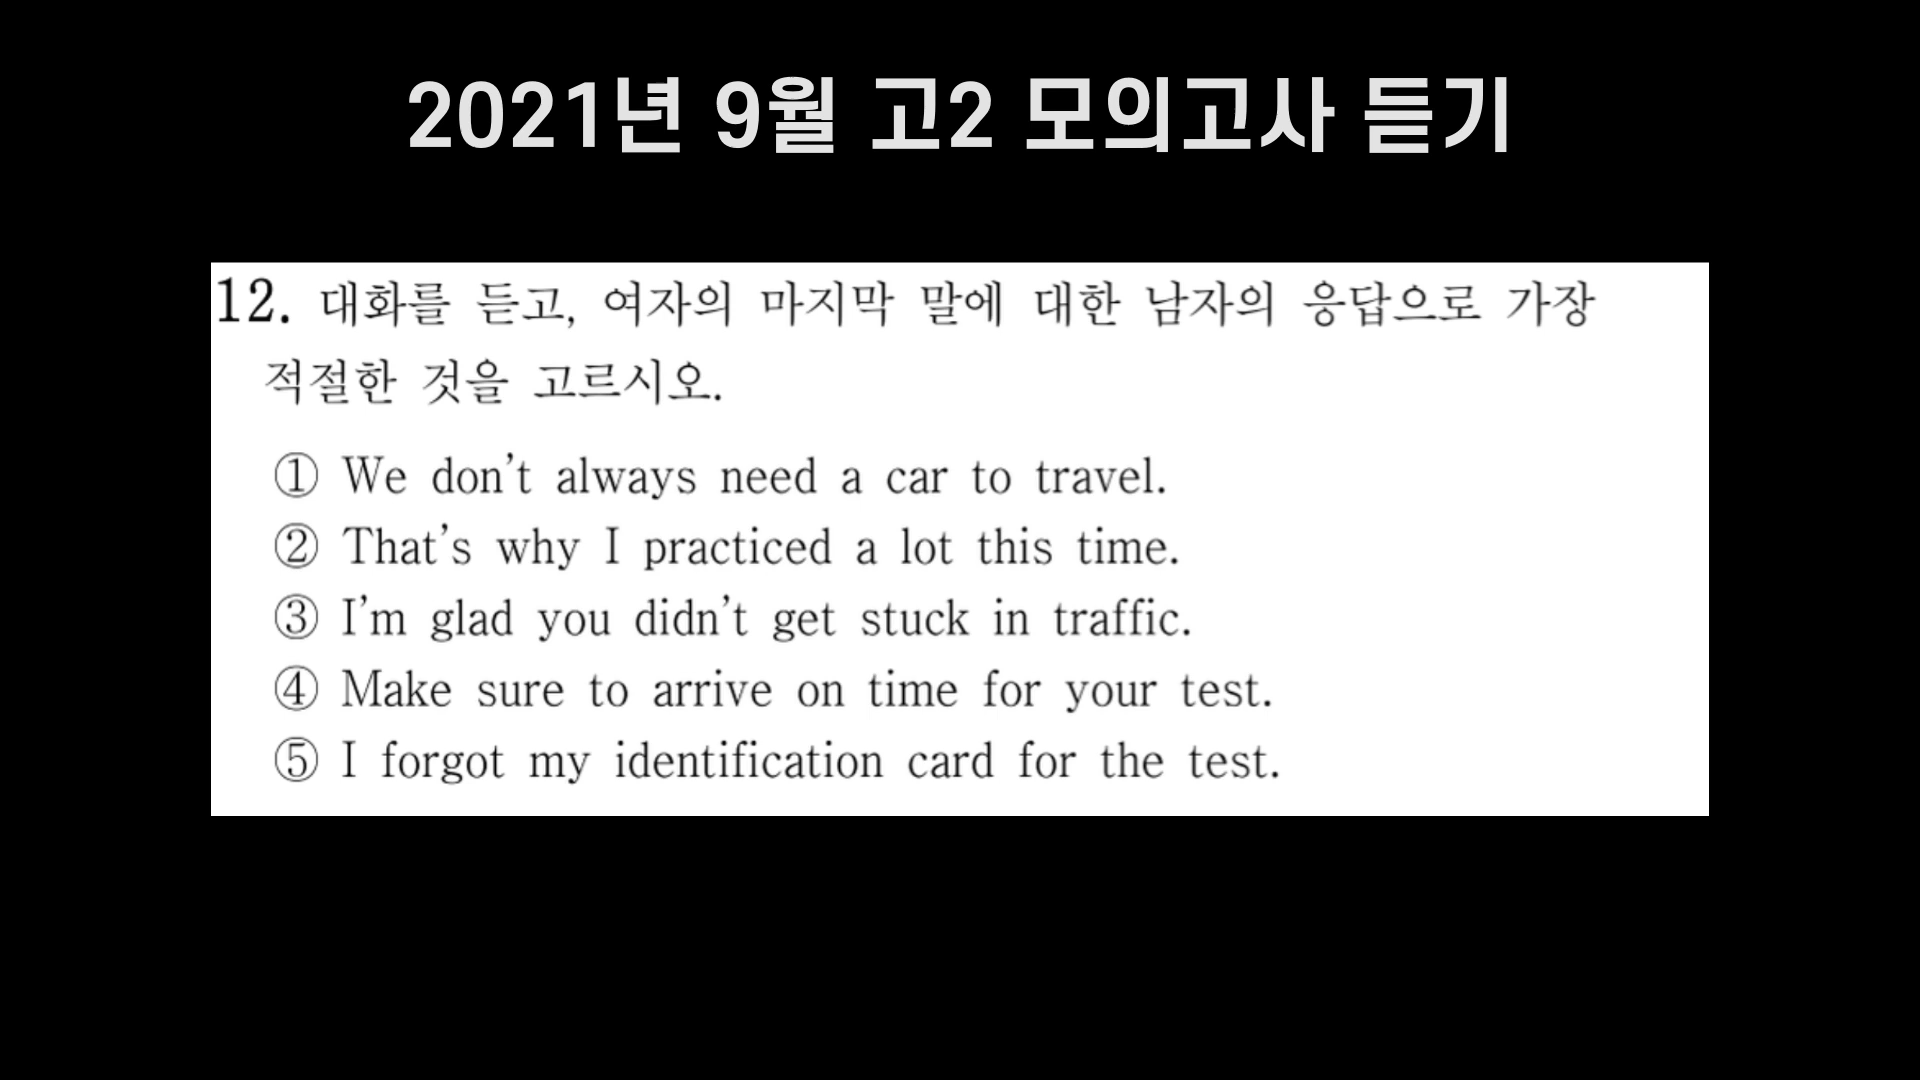 2021년 9월 고2 모의고사 듣기
12. 대화를 듣고, 여자의 마지막 말에 대한 남자의 응답으로 가장
적절한 것을 고르시오.
① We don't always need a car to travel.
② That's why I practiced a lot this time.
③ I'm glad you didn't get stuck in traffic.
④ Make sure to arrive on time for your test.
⑤ I forgot my identification card for the test.